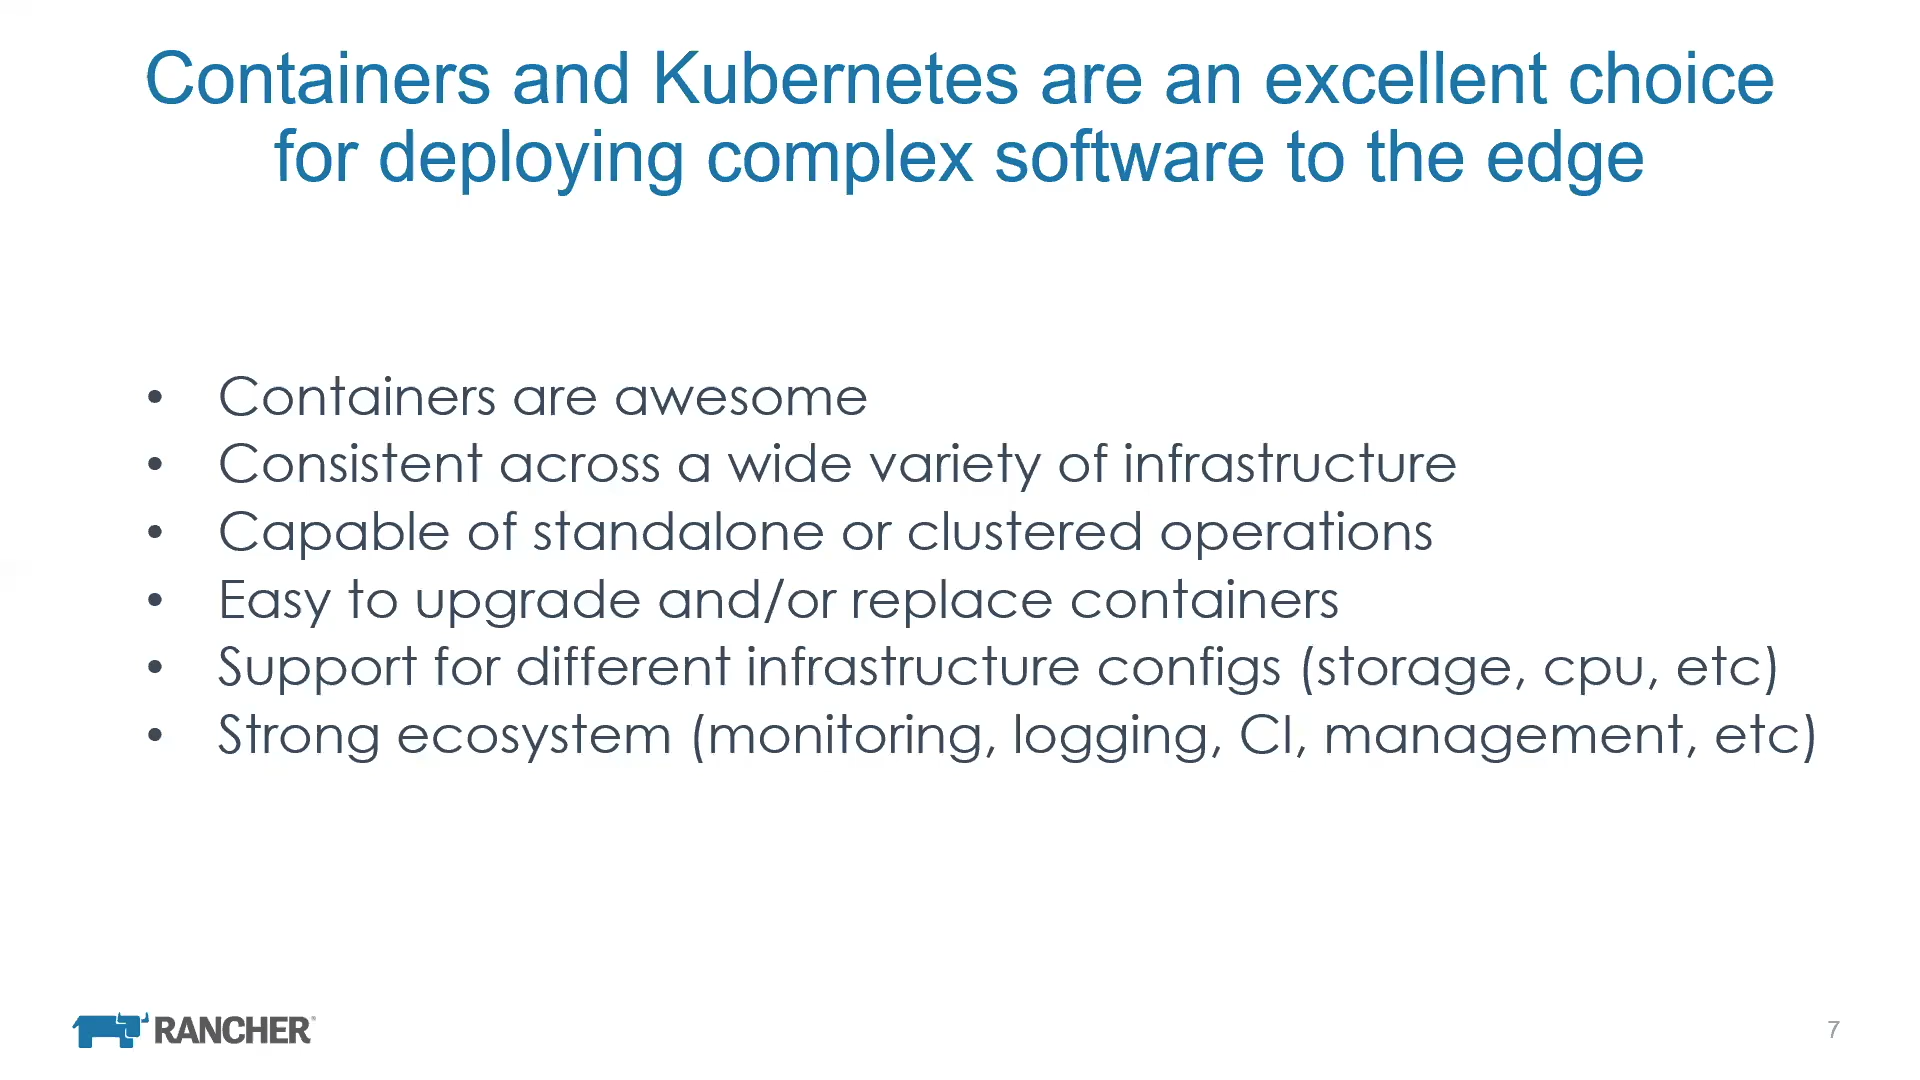 Containers and Kubernetes are an excellent choice
for deploying complex software to the edge
• Containers are awesome
• Consistent across a wide variety of infrastructure
• Capable of standalone or clustered operations
• Easy to upgrade and/or replace containers
• Support for different infrastructure configs (storage, cpu, etc)
• Strong ecosystem (monitoring, logging, CI, management, etc)
RANCHER®
7